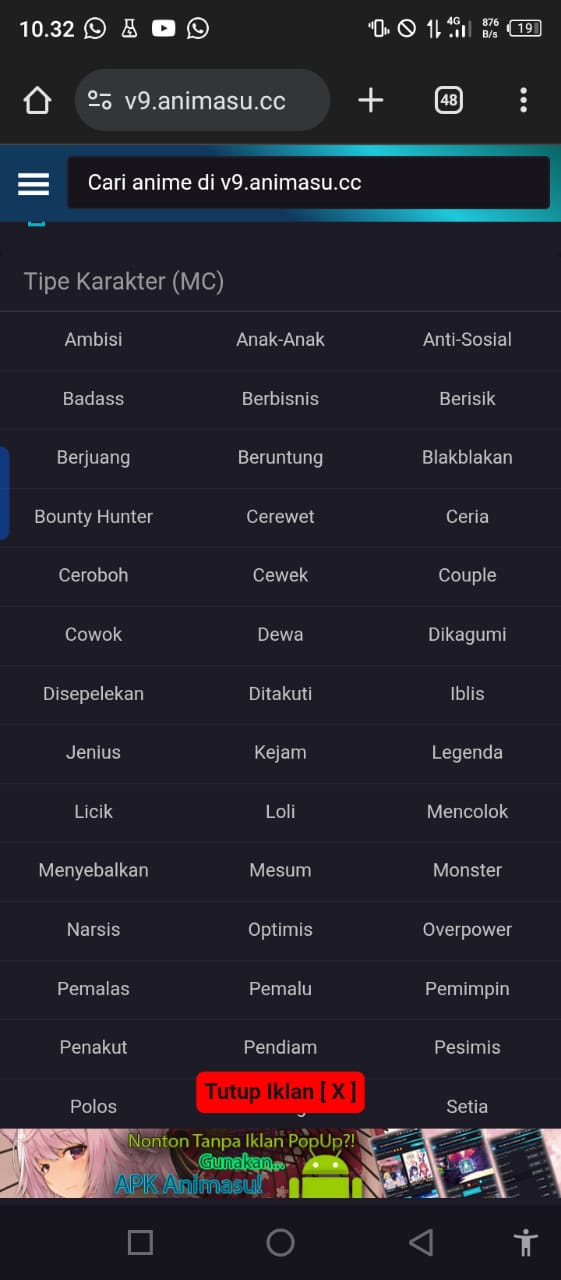 10.32
4G
876
B/s
19
v9.animasu.cc
48
Cari anime di v9.animasu.cc
Tipe Karakter (MC)
Ambisi Anak-Anak Anti-Sosial
Badass Berbisnis Berisik
Berjuang Beruntung Blakblakan
Bounty Hunter Cerewet Ceria
Ceroboh Cewek Couple
Cowok Dewa Dikagumi
Disepelekan Ditakuti Iblis
Jenius Kejam Legenda
Licik Loli Mencolok
Menyebalkan Mesum Monster
Narsis Optimis Overpower
Pemalas Pemalu Pemimpin
Penakut Pendiam Pesimis
Tutup Iklan [ X ]
Polos Setia
Nonton Tanpa Iklan PopUp?!
Gunakan,,,
APK Animasu!